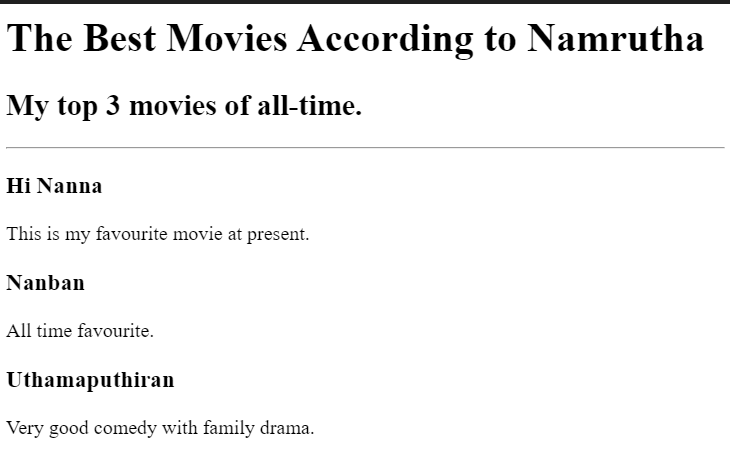 The Best Movies According to Namrutha
My top 3 movies of all-time.
Hi Nanna
This is my favourite movie at present.
Nanban
All time favourite.
Uthamaputhiran
Very good comedy with family drama.